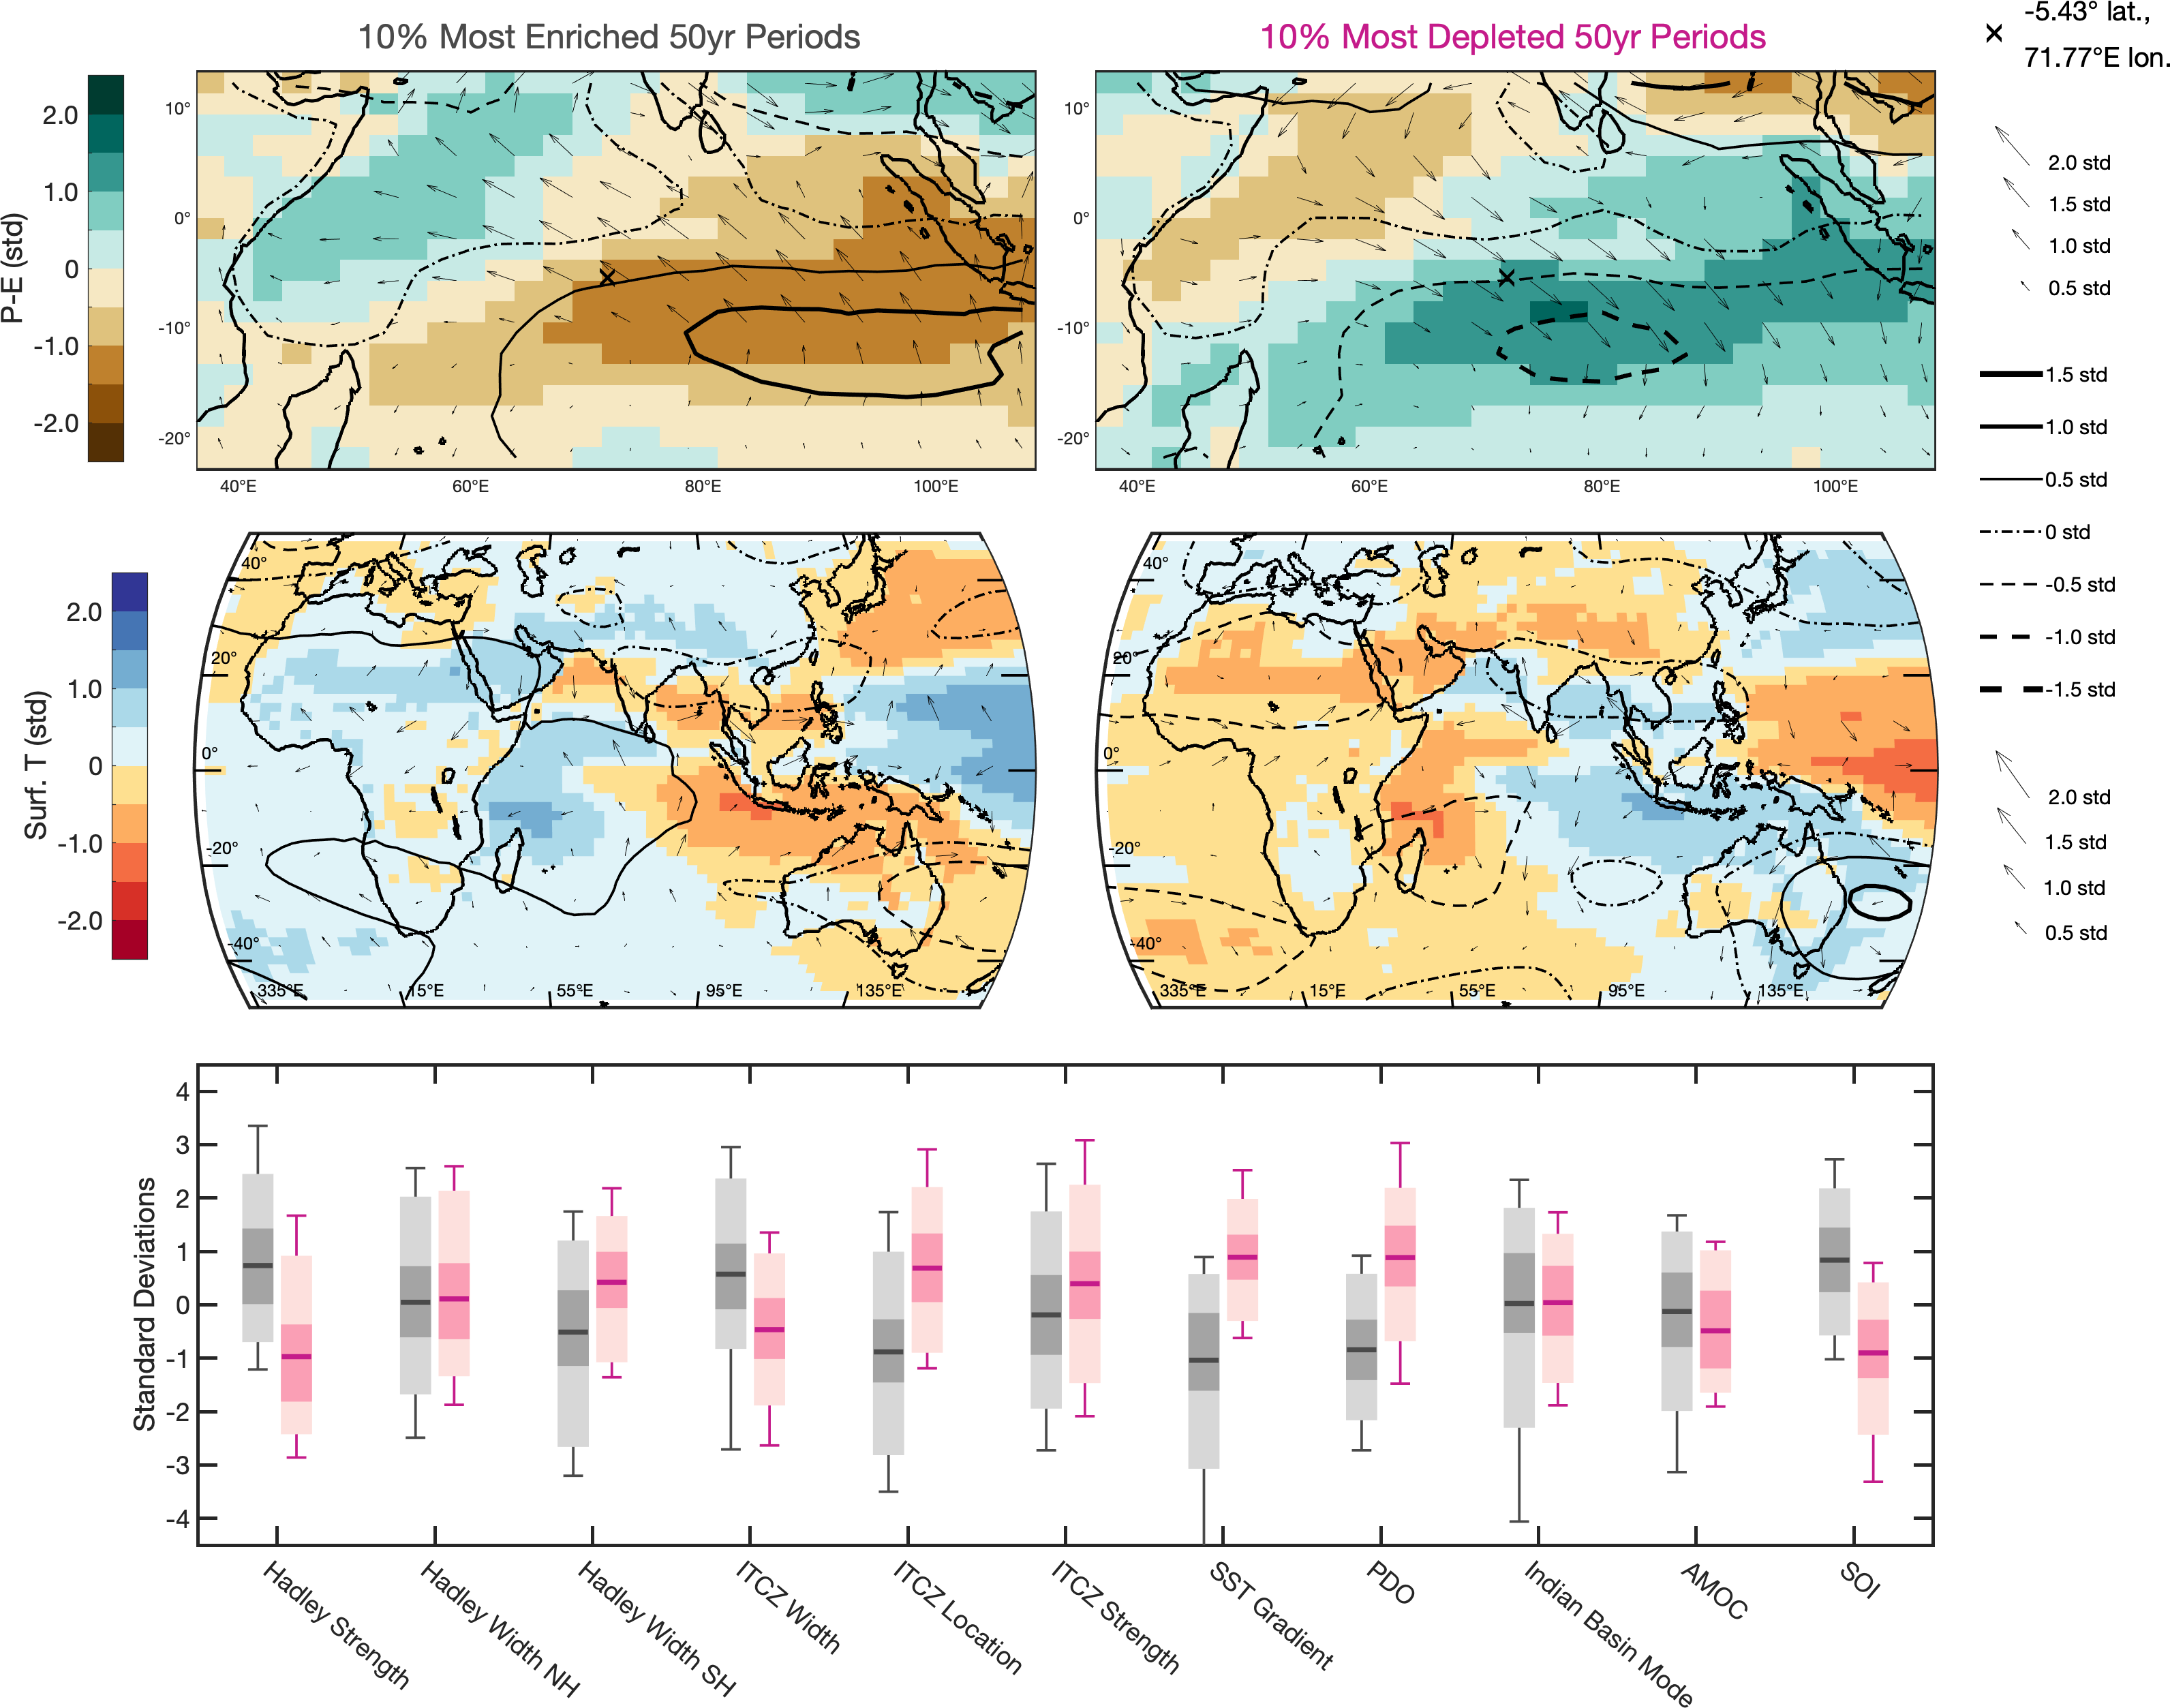 10% Most Enriched 50yr Periods
10% Most Depleted 50yr Periods
-5.43° lat.,
71.77°E lon.
P-E (std)
2.0
1.0
0
-1.0
-2.0
10°
0°
-10°
-20°
40°E 60°E 80°E 100°E
10°
0°
-10°
-20°
40°E 60°E 80°E 100°E
2.0 std
1.5 std
1.0 std
0.5 std
1.5 std
1.0 std
0.5 std
0 std
-0.5 std
-1.0 std
-1.5 std
Surf. T (std)
2.0
1.0
0
-1.0
-2.0
40°
20°
0°
-20°
-40°
335°E 15°E 55°E 95°E 135°E
40°
20°
0°
-20°
-40°
335°E 15°E 55°E 95°E 135°E
2.0 std
1.5 std
1.0 std
0.5 std
Standard Deviations
4
3
2
1
0
-1
-2
-3
-4
Hadley Strength
Hadley Width NH
Hadley Width SH
ITCZ Width
ITCZ Location
ITCZ Strength
SST Gradient
PDO
Indian Basin Mode
AMOC
SOI